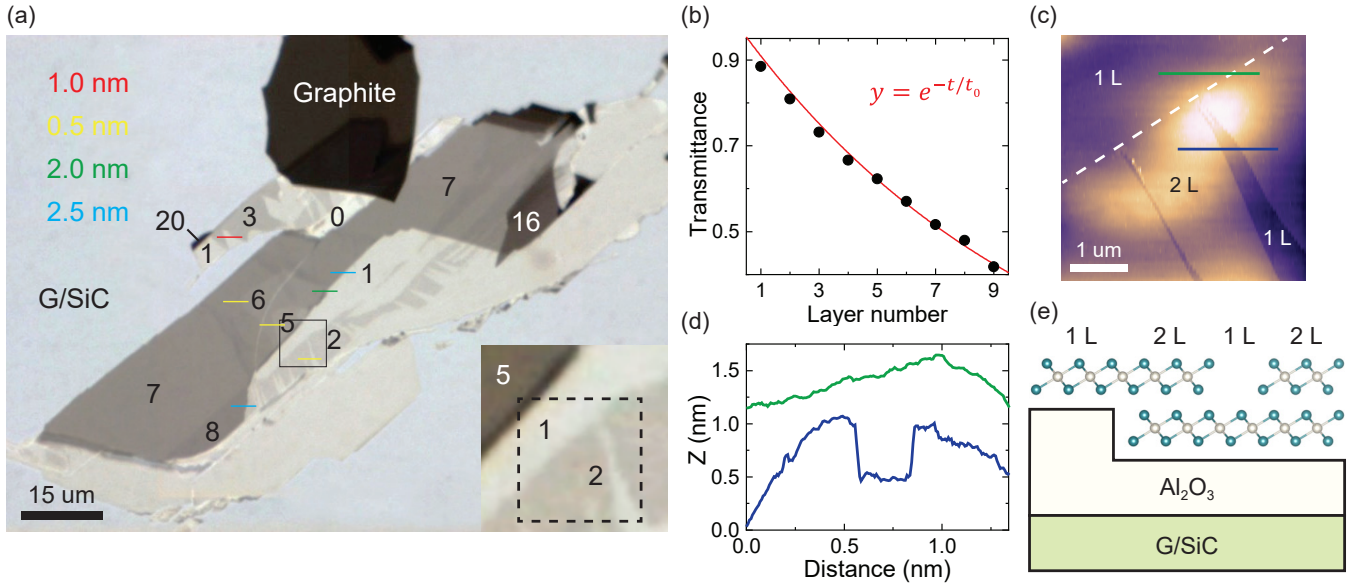 (a)
1.0 nm
0.5 nm
2.0 nm
2.5 nm
Graphite
7
16
20
3
0
1
1
G/SiC
6
5
2
7
8
5
1
2
15 um
(b)
Transmittance
0.9
0.7
0.5
y = e^{-t/t_0}
1 3 5 7 9
Layer number
(c)
1 L
2 L
1 L
1 um
(d)
Z (nm)
1.5
1.0
0.5
0.0
0.0 0.5 1.0
Distance (nm)
(e)
1 L 2 L 1 L 2 L
Al₂O₃
G/SiC